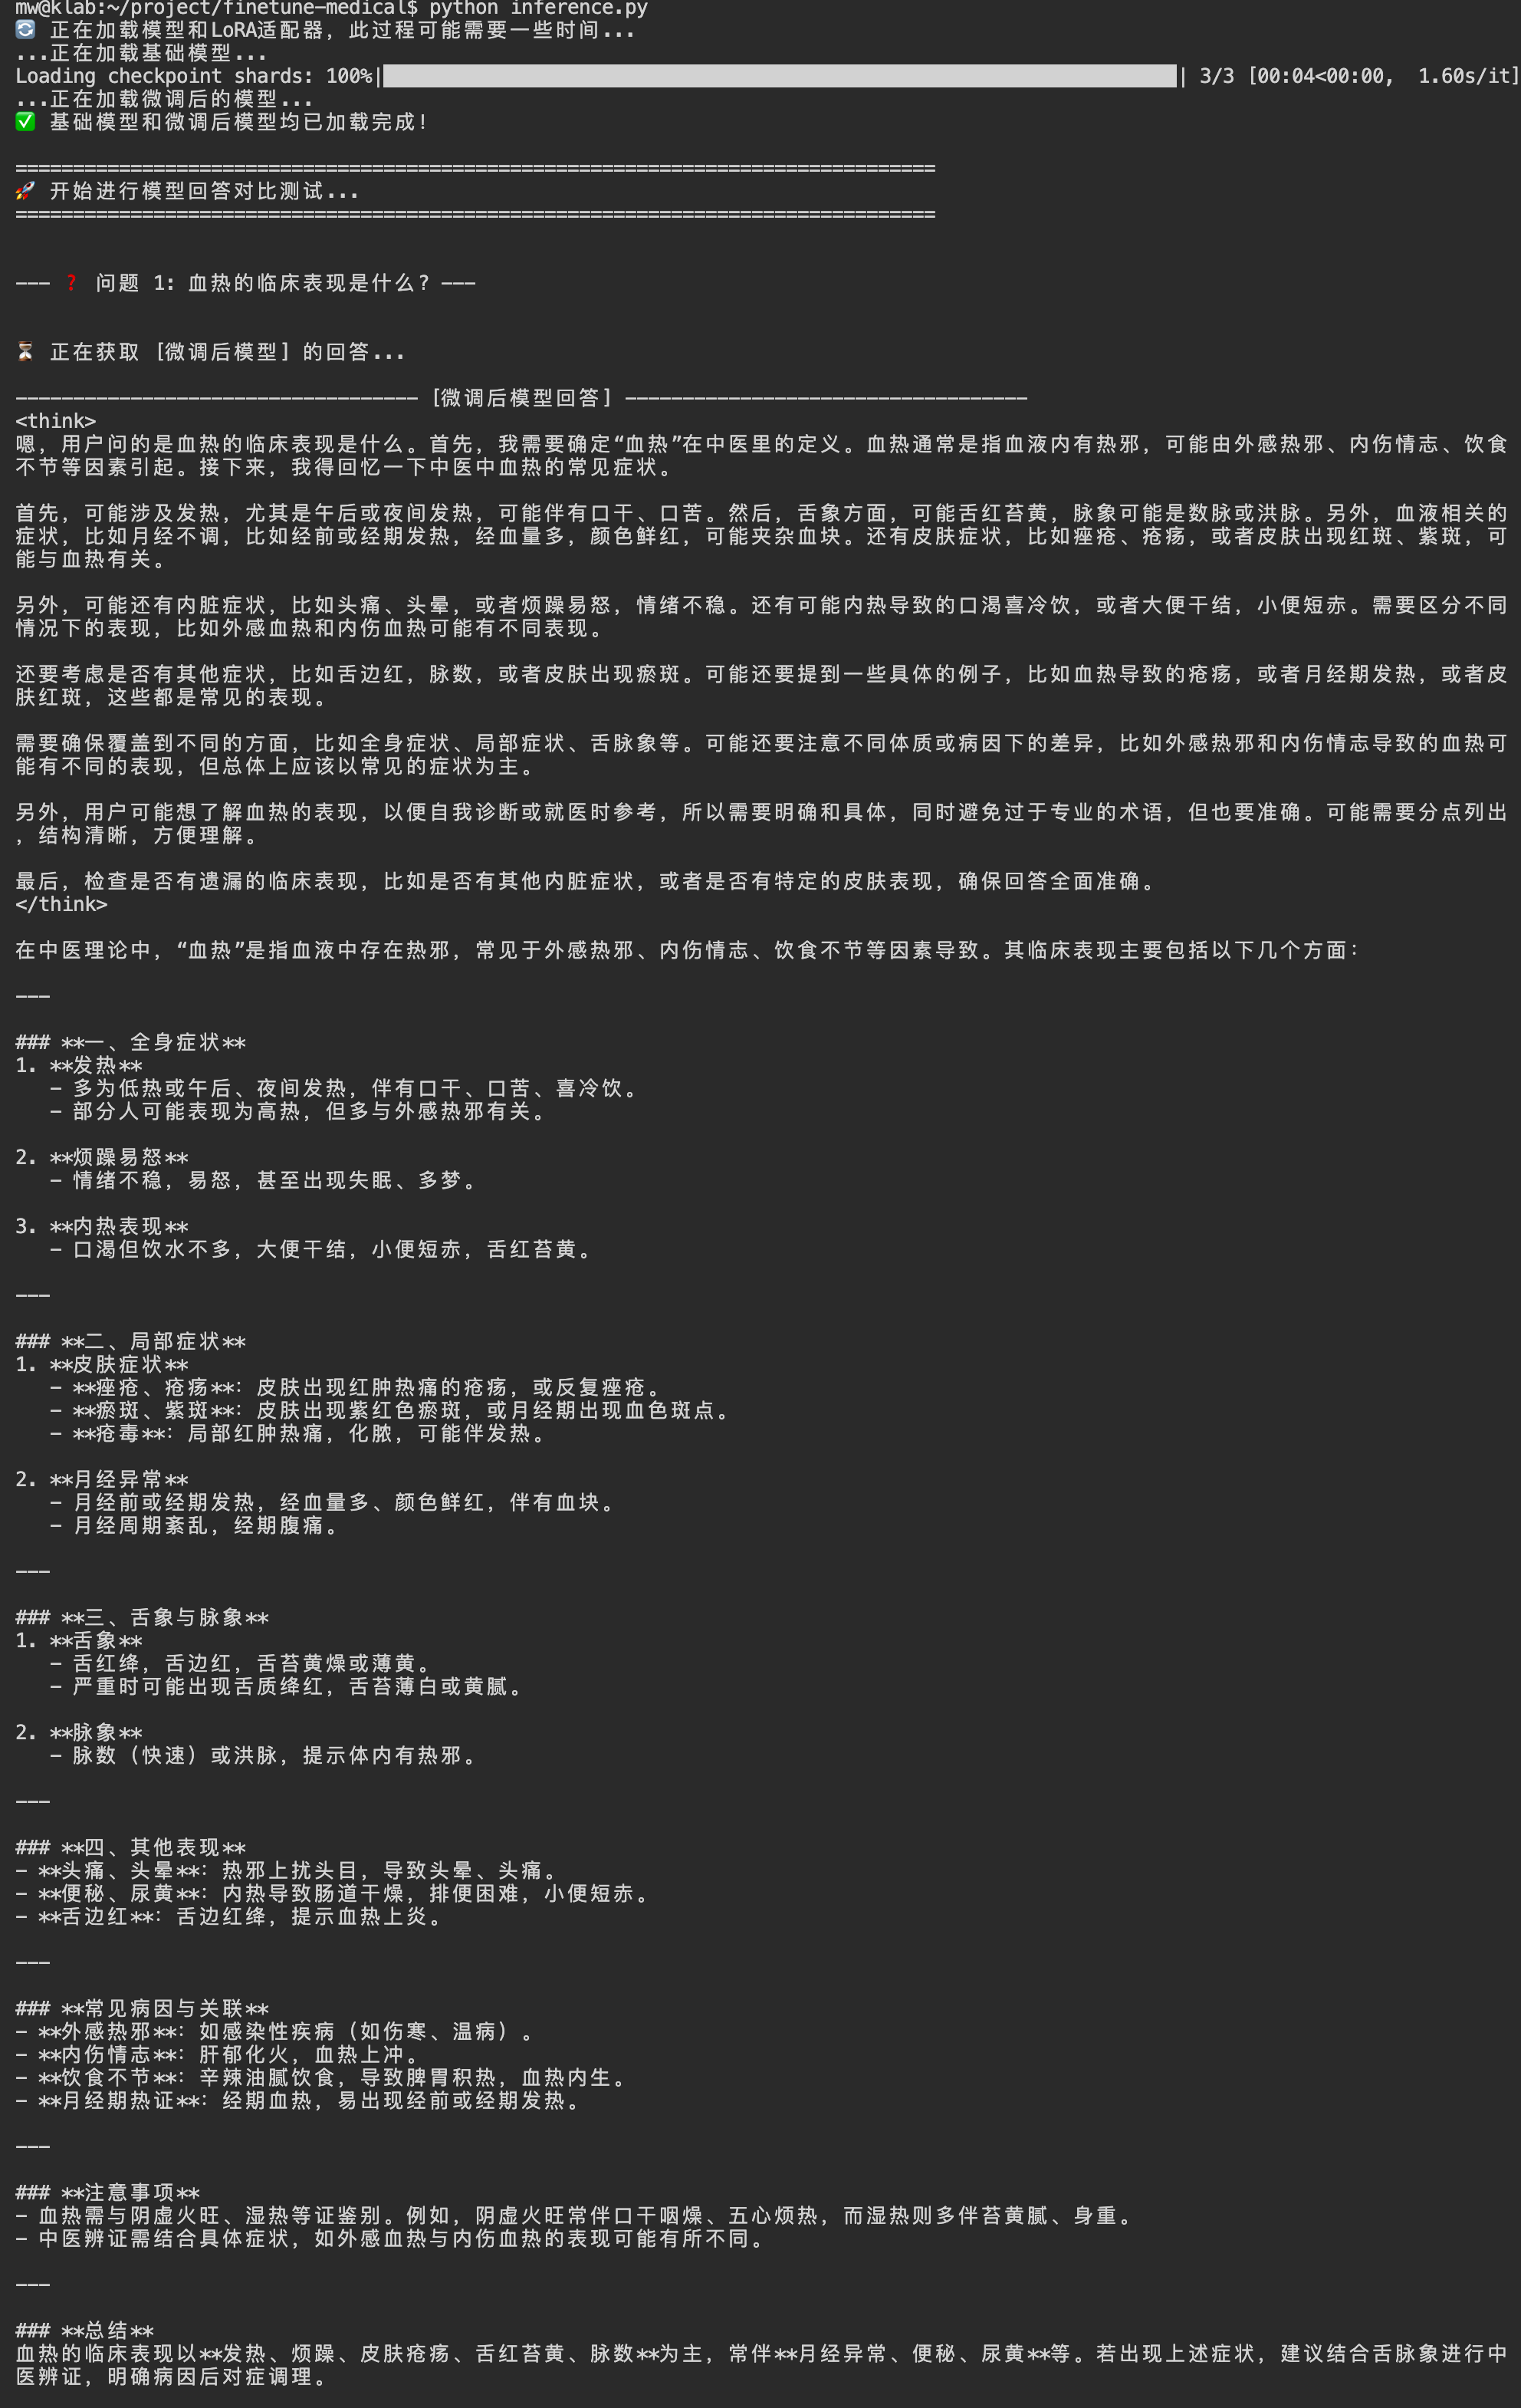 mw@klab:~/project/finetune-medical$ python inference.py
🔄 正在加载模型和LoRA适配器，此过程可能需要一些时间...
...正在加载基础模型...
Loading checkpoint shards: 100%|██████████| 3/3 [00:04<00:00,  1.60s/it]
...正在加载微调后的模型...
✅ 基础模型和微调后模型均已加载完成！
================================================================================
🚀 开始进行模型回答对比测试...
================================================================================
--- ❓ 问题 1: 血热的临床表现是什么？ ---
⏳ 正在获取 [微调后模型] 的回答...
----------------------------------- [微调后模型回答] -----------------------------------
<think>
嗯，用户问的是血热的临床表现是什么。首先，我需要确定“血热”在中医里的定义。血热通常是指血液内有热邪，可能由外感热邪、内伤情志、饮食
不节等因素引起。接下来，我得回忆一下中医中血热的常见症状。
首先，可能涉及发热，尤其是午后或夜间发热，可能伴有口干、口苦。然后，舌象方面，可能舌红苔黄，脉象可能是数脉或洪脉。另外，血液相关的
症状，比如月经不调，比如经前或经期发热，经血量多，颜色鲜红，可能夹杂血块。还有皮肤症状，比如痤疮、疮疡，或者皮肤出现红斑、紫斑，可
能与血热有关。
另外，可能还有内脏症状，比如头痛、头晕，或者烦躁易怒，情绪不稳。还有可能内热导致的口渴喜冷饮，或者大便干结，小便短赤。需要区分不同
情况下的表现，比如外感血热和内伤血热可能有不同表现。
还要考虑是否有其他症状，比如舌边红，脉数，或者皮肤出现瘀斑。可能还要提到一些具体的例子，比如血热导致的疮疡，或者月经期发热，或者皮
肤红斑，这些都是常见的表现。
需要确保覆盖到不同的方面，比如全身症状、局部症状、舌脉象等。可能还要注意不同体质或病因下的差异，比如外感热邪和内伤情志导致的血热可
能有不同的表现，但总体上应该以常见的症状为主。
另外，用户可能想了解血热的表现，以便自我诊断或就医时参考，所以需要明确和具体，同时避免过于专业的术语，但也要准确。可能需要分点列出
，结构清晰，方便理解。
最后，检查是否有遗漏的临床表现，比如是否有其他内脏症状，或者是否有特定的皮肤表现，确保回答全面准确。
</think>
在中医理论中，“血热”是指血液中存在热邪，常见于外感热邪、内伤情志、饮食不节等因素导致。其临床表现主要包括以下几个方面：
---
### **一、全身症状**
1. **发热**
   - 多为低热或午后、夜间发热，伴有口干、口苦、喜冷饮。
   - 部分人可能表现为高热，但多与外感热邪有关。
2. **烦躁易怒**
   - 情绪不稳，易怒，甚至出现失眠、多梦。
3. **内热表现**
   - 口渴但饮水不多，大便干结，小便短赤，舌红苔黄。
---
### **二、局部症状**
1. **皮肤症状**
   - **痤疮、疮疡**：皮肤出现红肿热痛的疮疡，或反复痤疮。
   - **瘀斑、紫斑**：皮肤出现紫红色瘀斑，或月经期出现血色斑点。
   - **疮毒**：局部红肿热痛，化脓，可能伴发热。
2. **月经异常**
   - 月经前或经期发热，经血量多、颜色鲜红，伴有血块。
   - 月经周期紊乱，经期腹痛。
---
### **三、舌象与脉象**
1. **舌象**
   - 舌红绛，舌边红，舌苔黄燥或薄黄。
   - 严重时可能出现舌质绛红，舌苔薄白或黄腻。
2. **脉象**
   - 脉数（快速）或洪脉，提示体内有热邪。
---
### **四、其他表现**
- **头痛、头晕**：热邪上扰头目，导致头晕、头痛。
- **便秘、尿黄**：内热导致肠道干燥，排便困难，小便短赤。
- **舌边红**：舌边红绛，提示血热上炎。
---
### **常见病因与关联**
- **外感热邪**：如感染性疾病（如伤寒、温病）。
- **内伤情志**：肝郁化火，血热上冲。
- **饮食不节**：辛辣油腻饮食，导致脾胃积热，血热内生。
- **月经期热证**：经期血热，易出现经前或经期发热。
---
### **注意事项**
- 血热需与阴虚火旺、湿热等证鉴别。例如，阴虚火旺常伴口干咽燥、五心烦热，而湿热则多伴苔黄腻、身重。
- 中医辨证需结合具体症状，如外感血热与内伤血热的表现可能有所不同。
---
### **总结**
血热的临床表现以**发热、烦躁、皮肤疮疡、舌红苔黄、脉数**为主，常伴**月经异常、便秘、尿黄**等。若出现上述症状，建议结合舌脉象进行中
医辨证，明确病因后对症调理。